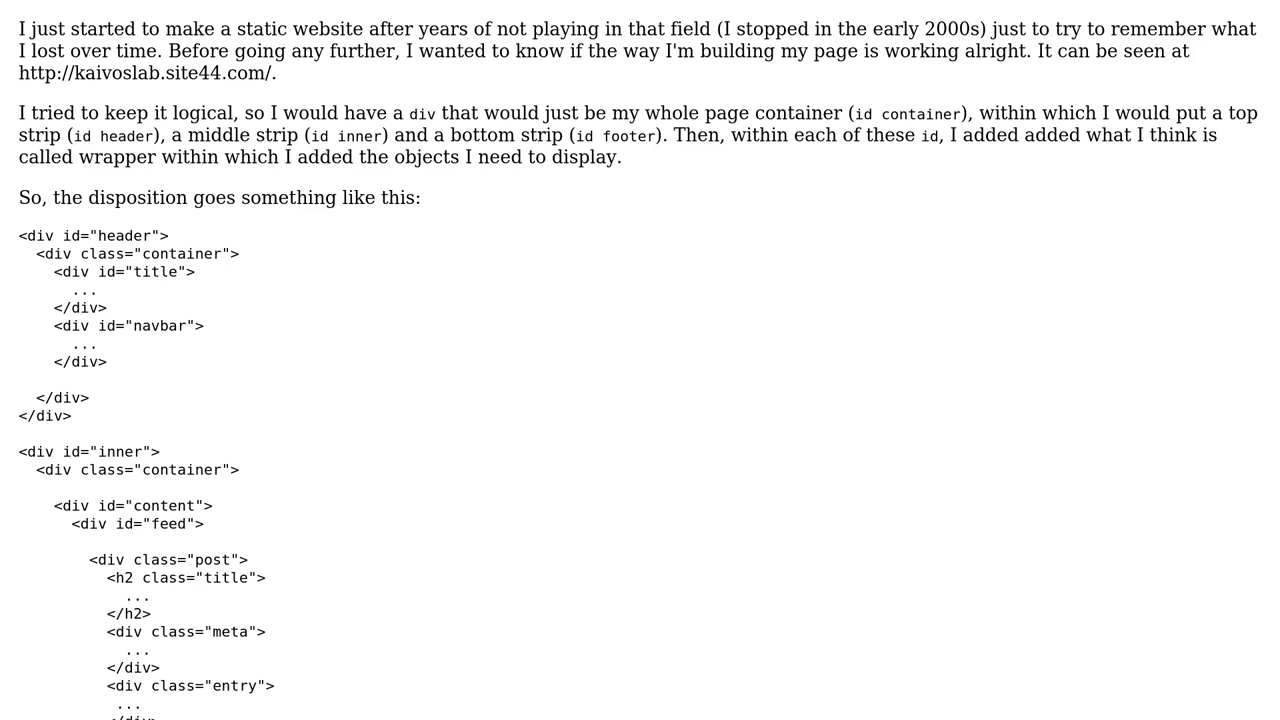 I just started to make a static website after years of not playing in that field (I stopped in the early 2000s) just to try to remember what
I lost over time. Before going any further, I wanted to know if the way I'm building my page is working alright. It can be seen at
http://kaivoslab.site44.com/.
I tried to keep it logical, so I would have a div that would just be my whole page container (id container), within which I would put a top
strip (id header), a middle strip (id inner) and a bottom strip (id footer). Then, within each of these id, I added added what I think is
called wrapper within which I added the objects I need to display.
So, the disposition goes something like this:
<div id="header">
  <div class="container">
    <div id="title">
      ...
    </div>
    <div id="navbar">
      ...
    </div>

  </div>
</div>

<div id="inner">
  <div class="container">

    <div id="content">
      <div id="feed">

        <div class="post">
          <h2 class="title">
            ...
          </h2>
          <div class="meta">
            ...
          </div>
          <div class="entry">
           ...
          </div>